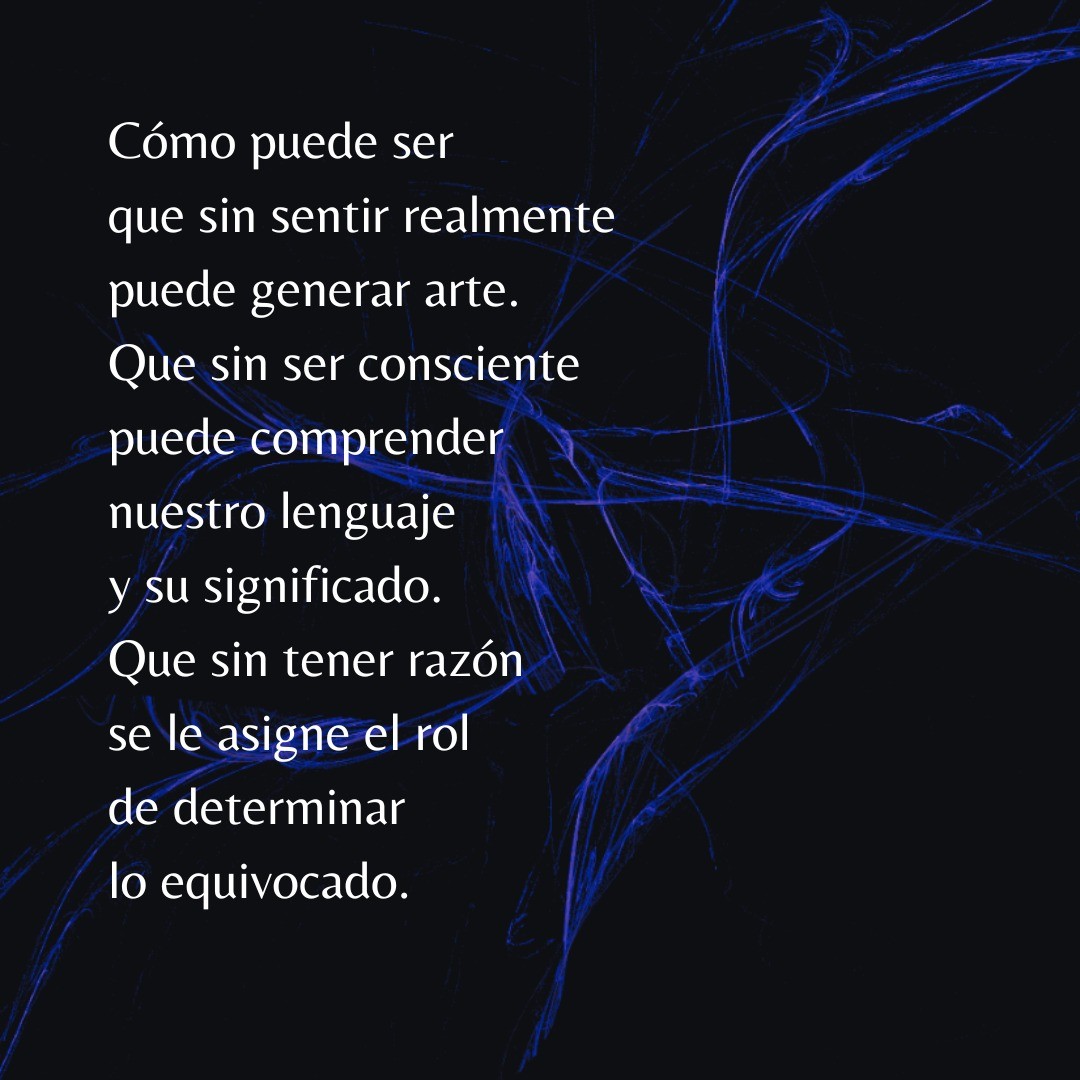 Cómo puede ser
que sin sentir realmente
puede generar arte.
Que sin ser consciente
puede comprender
nuestro lenguaje
y su significado.
Que sin tener razón
se le asigne el rol
de determinar
lo equivocado.